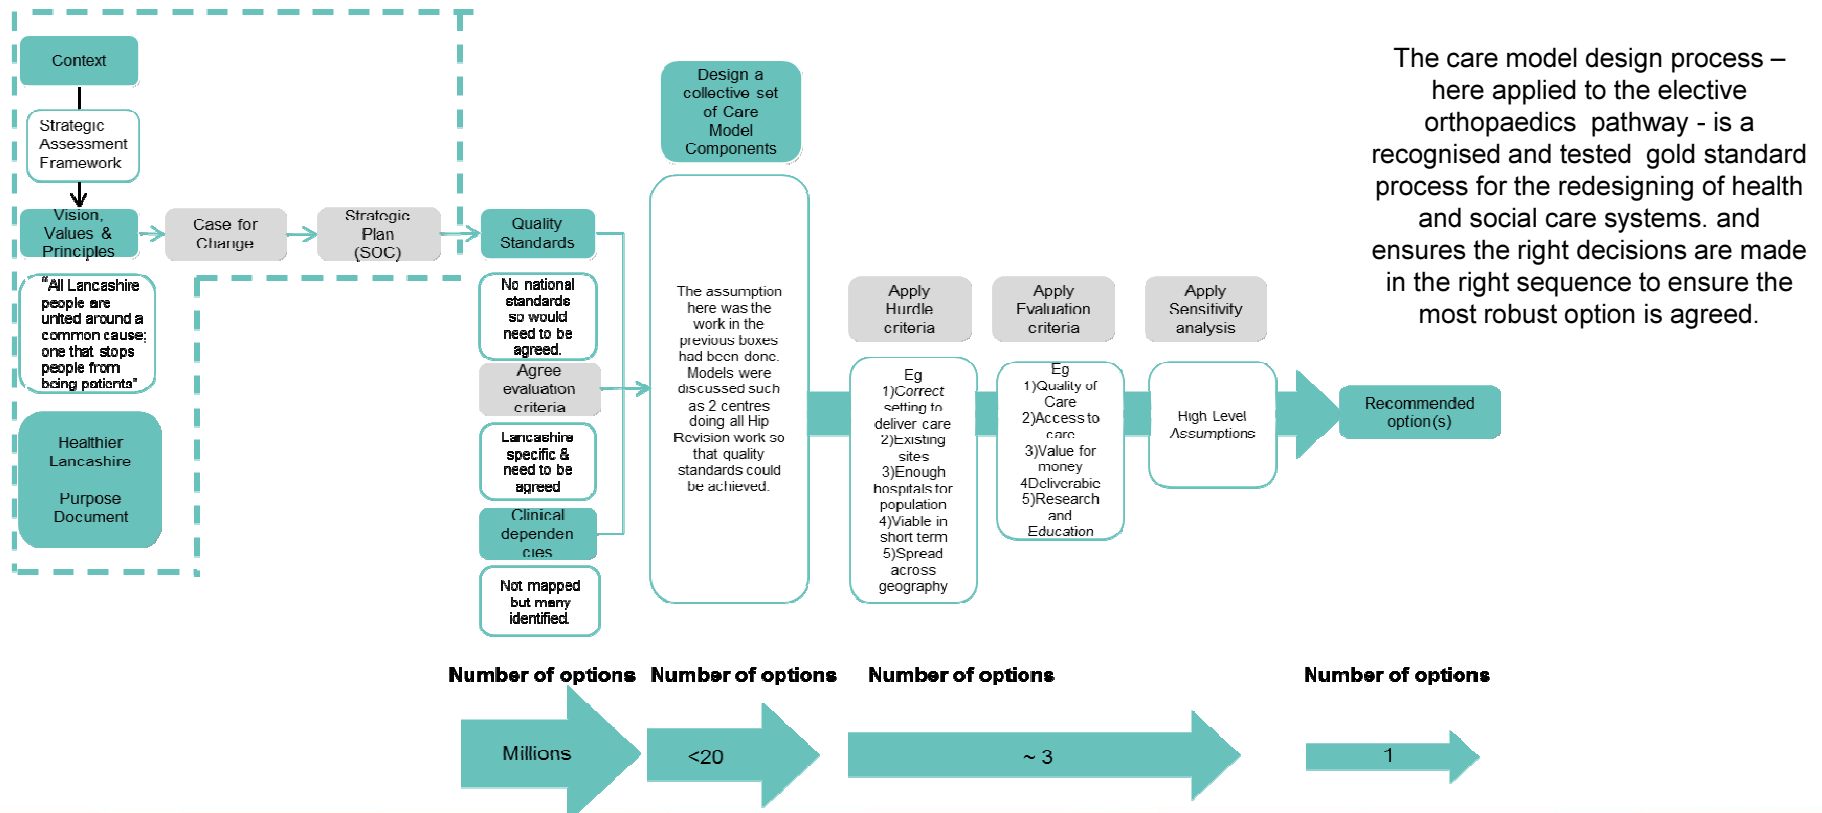 Context
Strategic
Assessment
Framework
Vision,
Values &
Principles
Case for
Change
Strategic
Plan
(SOC)
"All Lancashire
people are
united around a
common cause;
one that stops
people from
being patients"
Healthier
Lancashire
Purpose
Document
Quality
Standards
No national
standards
so would
need to be
agreed.
Agree
evaluation
criteria
Lancashire
specific &
need to be
agreed
Clinical
dependen
cies
Not mapped
but many
identified.
Design a
collective set
of Care
Model
Components
The assumption
here was the
work in the
previous boxes
had been done.
Models were
discussed such
as 2 centres
doing all Hip
Revision work so
that quality
standards could
be achieved.
Apply
Hurdle
criteria
Eg
1)Correct
setting to
deliver care
2)Existing
sites
3)Enough
hospitals for
population
4)Viable in
short term
5)Spread
across
geography
Apply
Evaluation
criteria
Eg
1)Quality of
Care
2)Access to
care
3)Value for
money
4Deliverable
5)Research
and
Education
Apply
Sensitivity
analysis
High Level
Assumptions
Recommended
option(s)
The care model design process –
here applied to the elective
orthopaedics pathway - is a
recognised and tested gold standard
process for the redesigning of health
and social care systems. and
ensures the right decisions are made
in the right sequence to ensure the
most robust option is agreed.
Number of options
Millions
Number of options
<20
Number of options
~ 3
Number of options
1